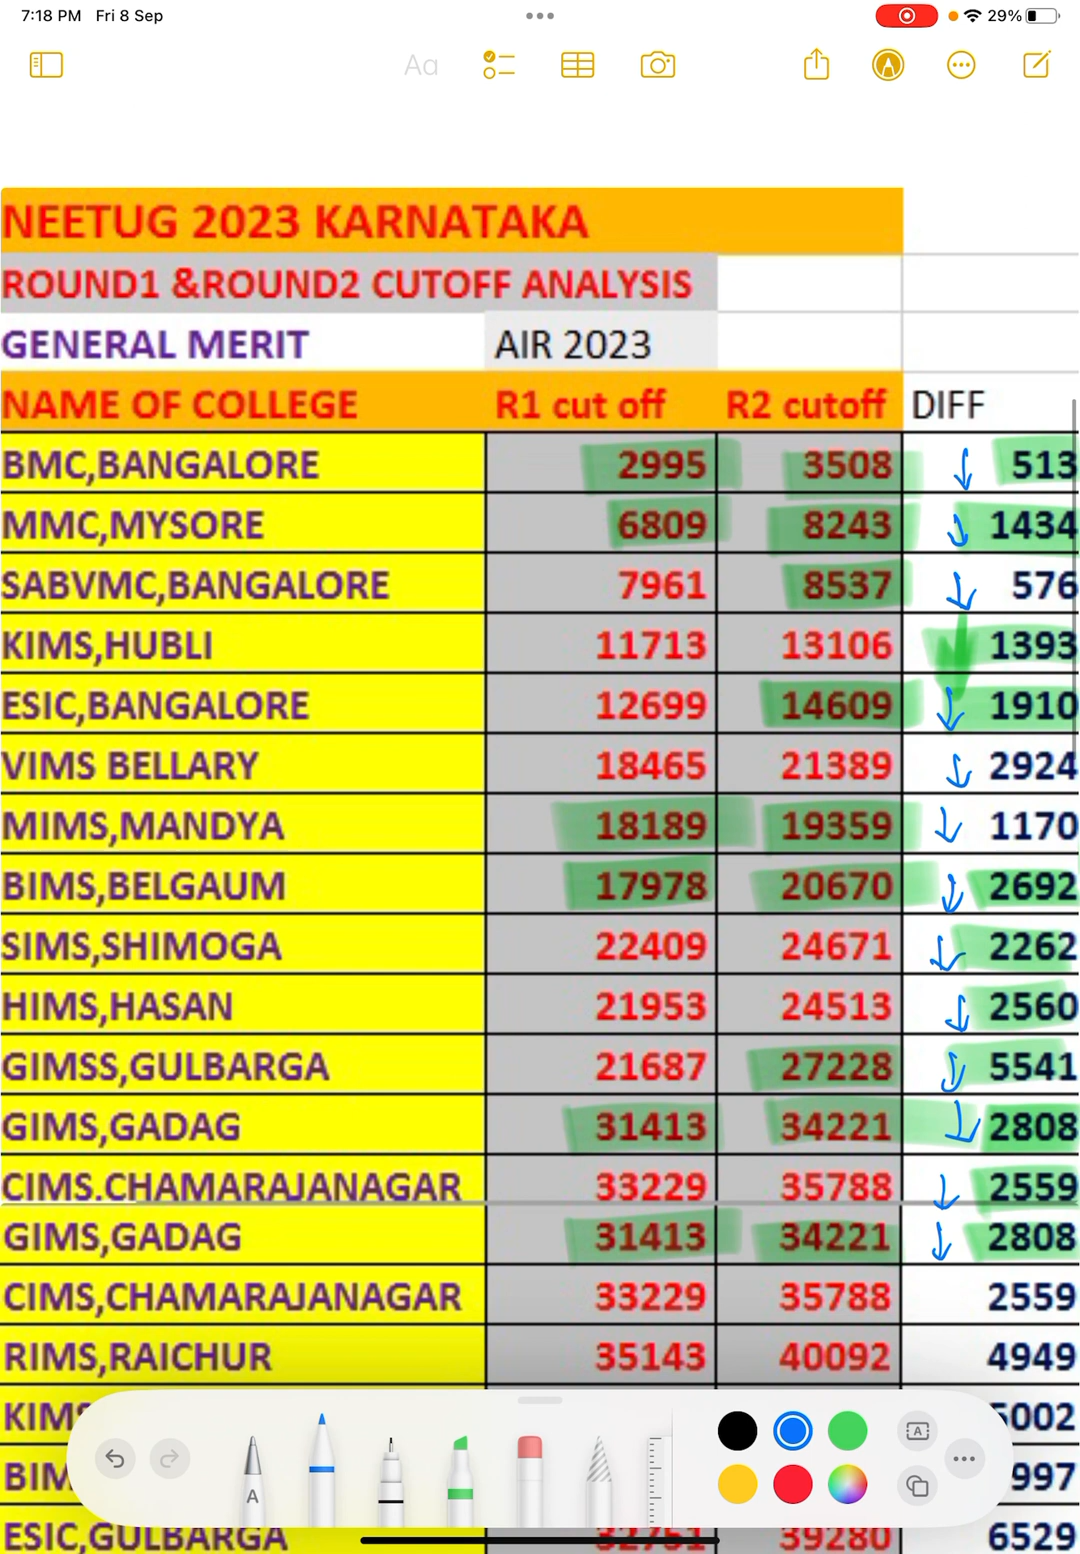 7:18 PM Fri 8 Sep 29%
Aa
NEETUG 2023 KARNATAKA
ROUND1 &ROUND2 CUTOFF ANALYSIS
GENERAL MERIT AIR 2023
NAME OF COLLEGE R1 cut off R2 cutoff DIFF
BMC,BANGALORE 2995 3508 513
MMC,MYSORE 6809 8243 1434
SABVMC,BANGALORE 7961 8537 576
KIMS,HUBLI 11713 13106 1393
ESIC,BANGALORE 12699 14609 1910
VIMS BELLARY 18465 21389 2924
MIMS,MANDYA 18189 19359 1170
BIMS,BELGAUM 17978 20670 2692
SIMS,SHIMOGA 22409 24671 2262
HIMS,HASAN 21953 24513 2560
GIMSS,GULBARGA 21687 27228 5541
GIMS,GADAG 31413 34221 2808
CIMS,CHAMARAJANAGAR 33229 35788 2559
GIMS,GADAG 31413 34221 2808
CIMS,CHAMARAJANAGAR 33229 35788 2559
RIMS,RAICHUR 35143 40092 4949
A
A
ESIC,GULBARGA 32751 39280 6529